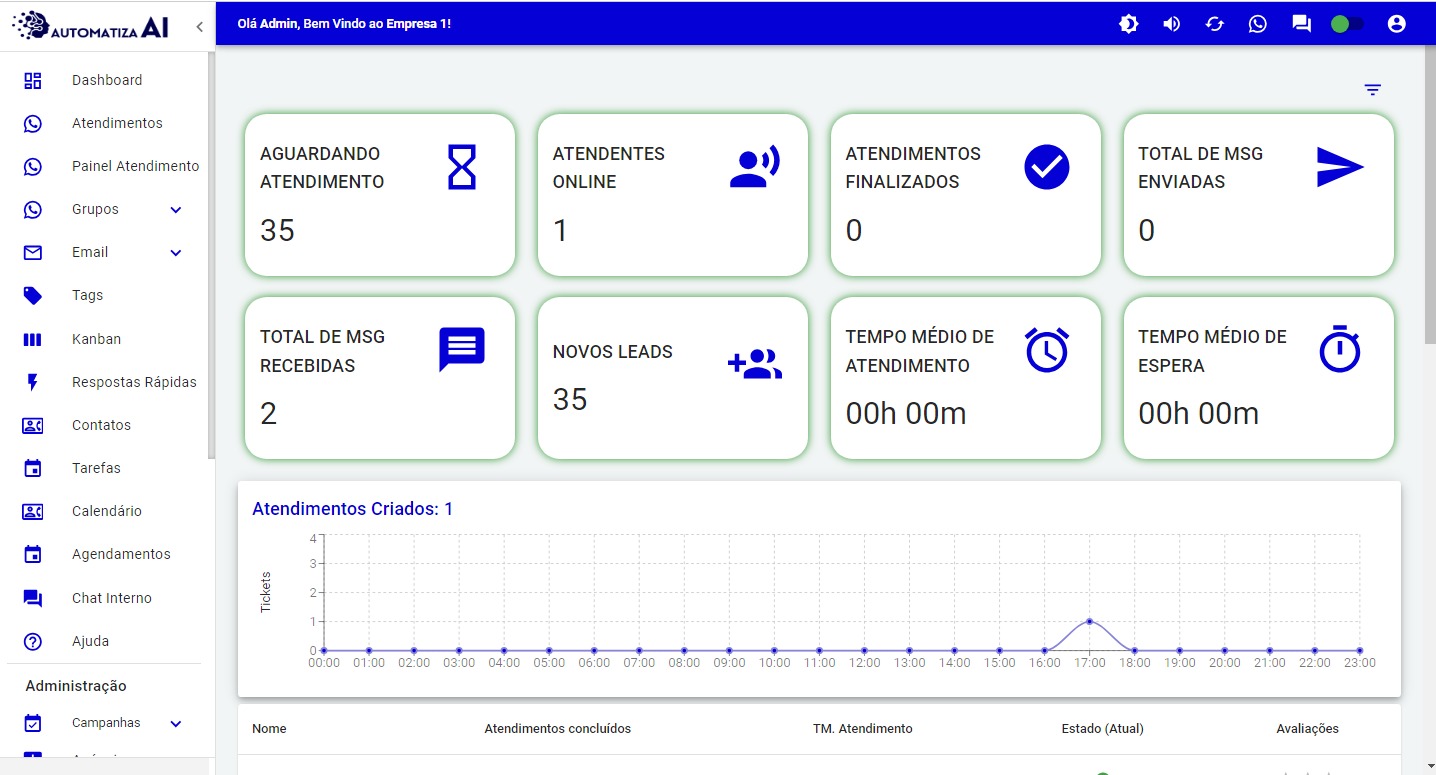 AUTOMATIZA AI
Olá Admin, Bem Vindo ao Empresa 1!
Dashboard
Atendimentos
Painel Atendimento
Grupos
Email
Tags
Kanban
Respostas Rápidas
Contatos
Tarefas
Calendário
Agendamentos
Chat Interno
Ajuda
Administração
Campanhas
AGUARDANDO
ATENDIMENTO
35
ATENDENTES
ONLINE
1
ATENDIMENTOS
FINALIZADOS
0
TOTAL DE MSG
ENVIADAS
0
TOTAL DE MSG
RECEBIDAS
2
NOVOS LEADS
35
TEMPO MÉDIO DE
ATENDIMENTO
00h 00m
TEMPO MÉDIO DE
ESPERA
00h 00m
Atendimentos Criados: 1
Tickets
4
3
2
1
0
00:00 01:00 02:00 03:00 04:00 05:00 06:00 07:00 08:00 09:00 10:00 11:00 12:00 13:00 14:00 15:00 16:00 17:00 18:00 19:00 20:00 21:00 22:00 23:00
Nome Atendimentos concluídos TM. Atendimento Estado (Atual) Avaliações